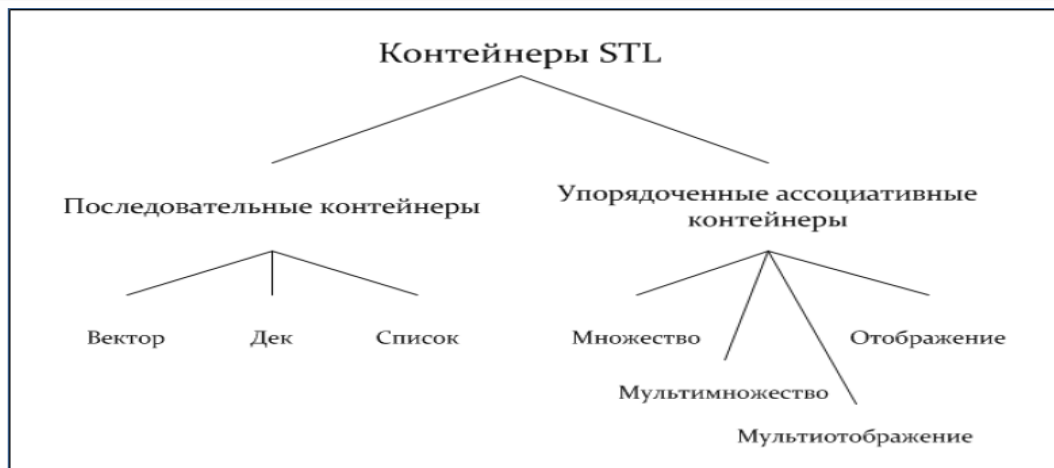 Контейнеры STL
Последовательные контейнеры
Упорядоченные ассоциативные
контейнеры
Вектор
Дек
Список
Множество
Отображение
Мультимножество
Мультиотображение